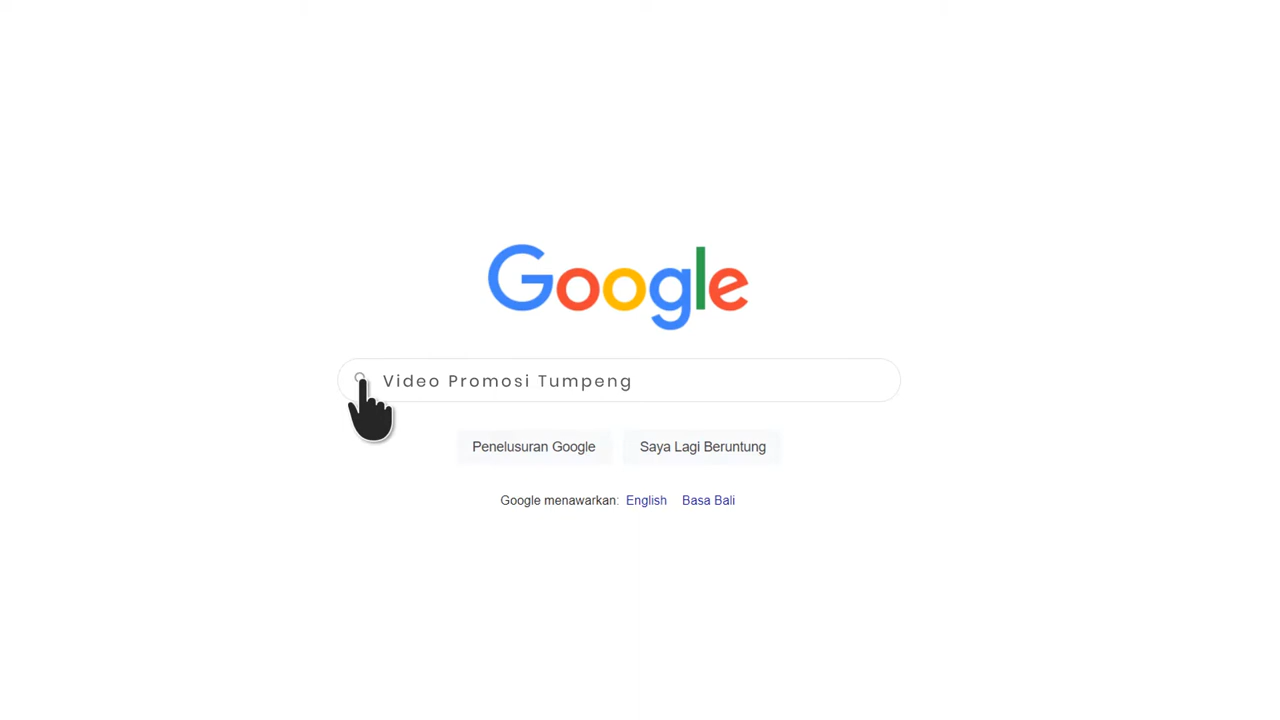 Google
Video Promosi Tumpeng
Penelusuran Google Saya Lagi Beruntung
Google menawarkan: English Basa Bali